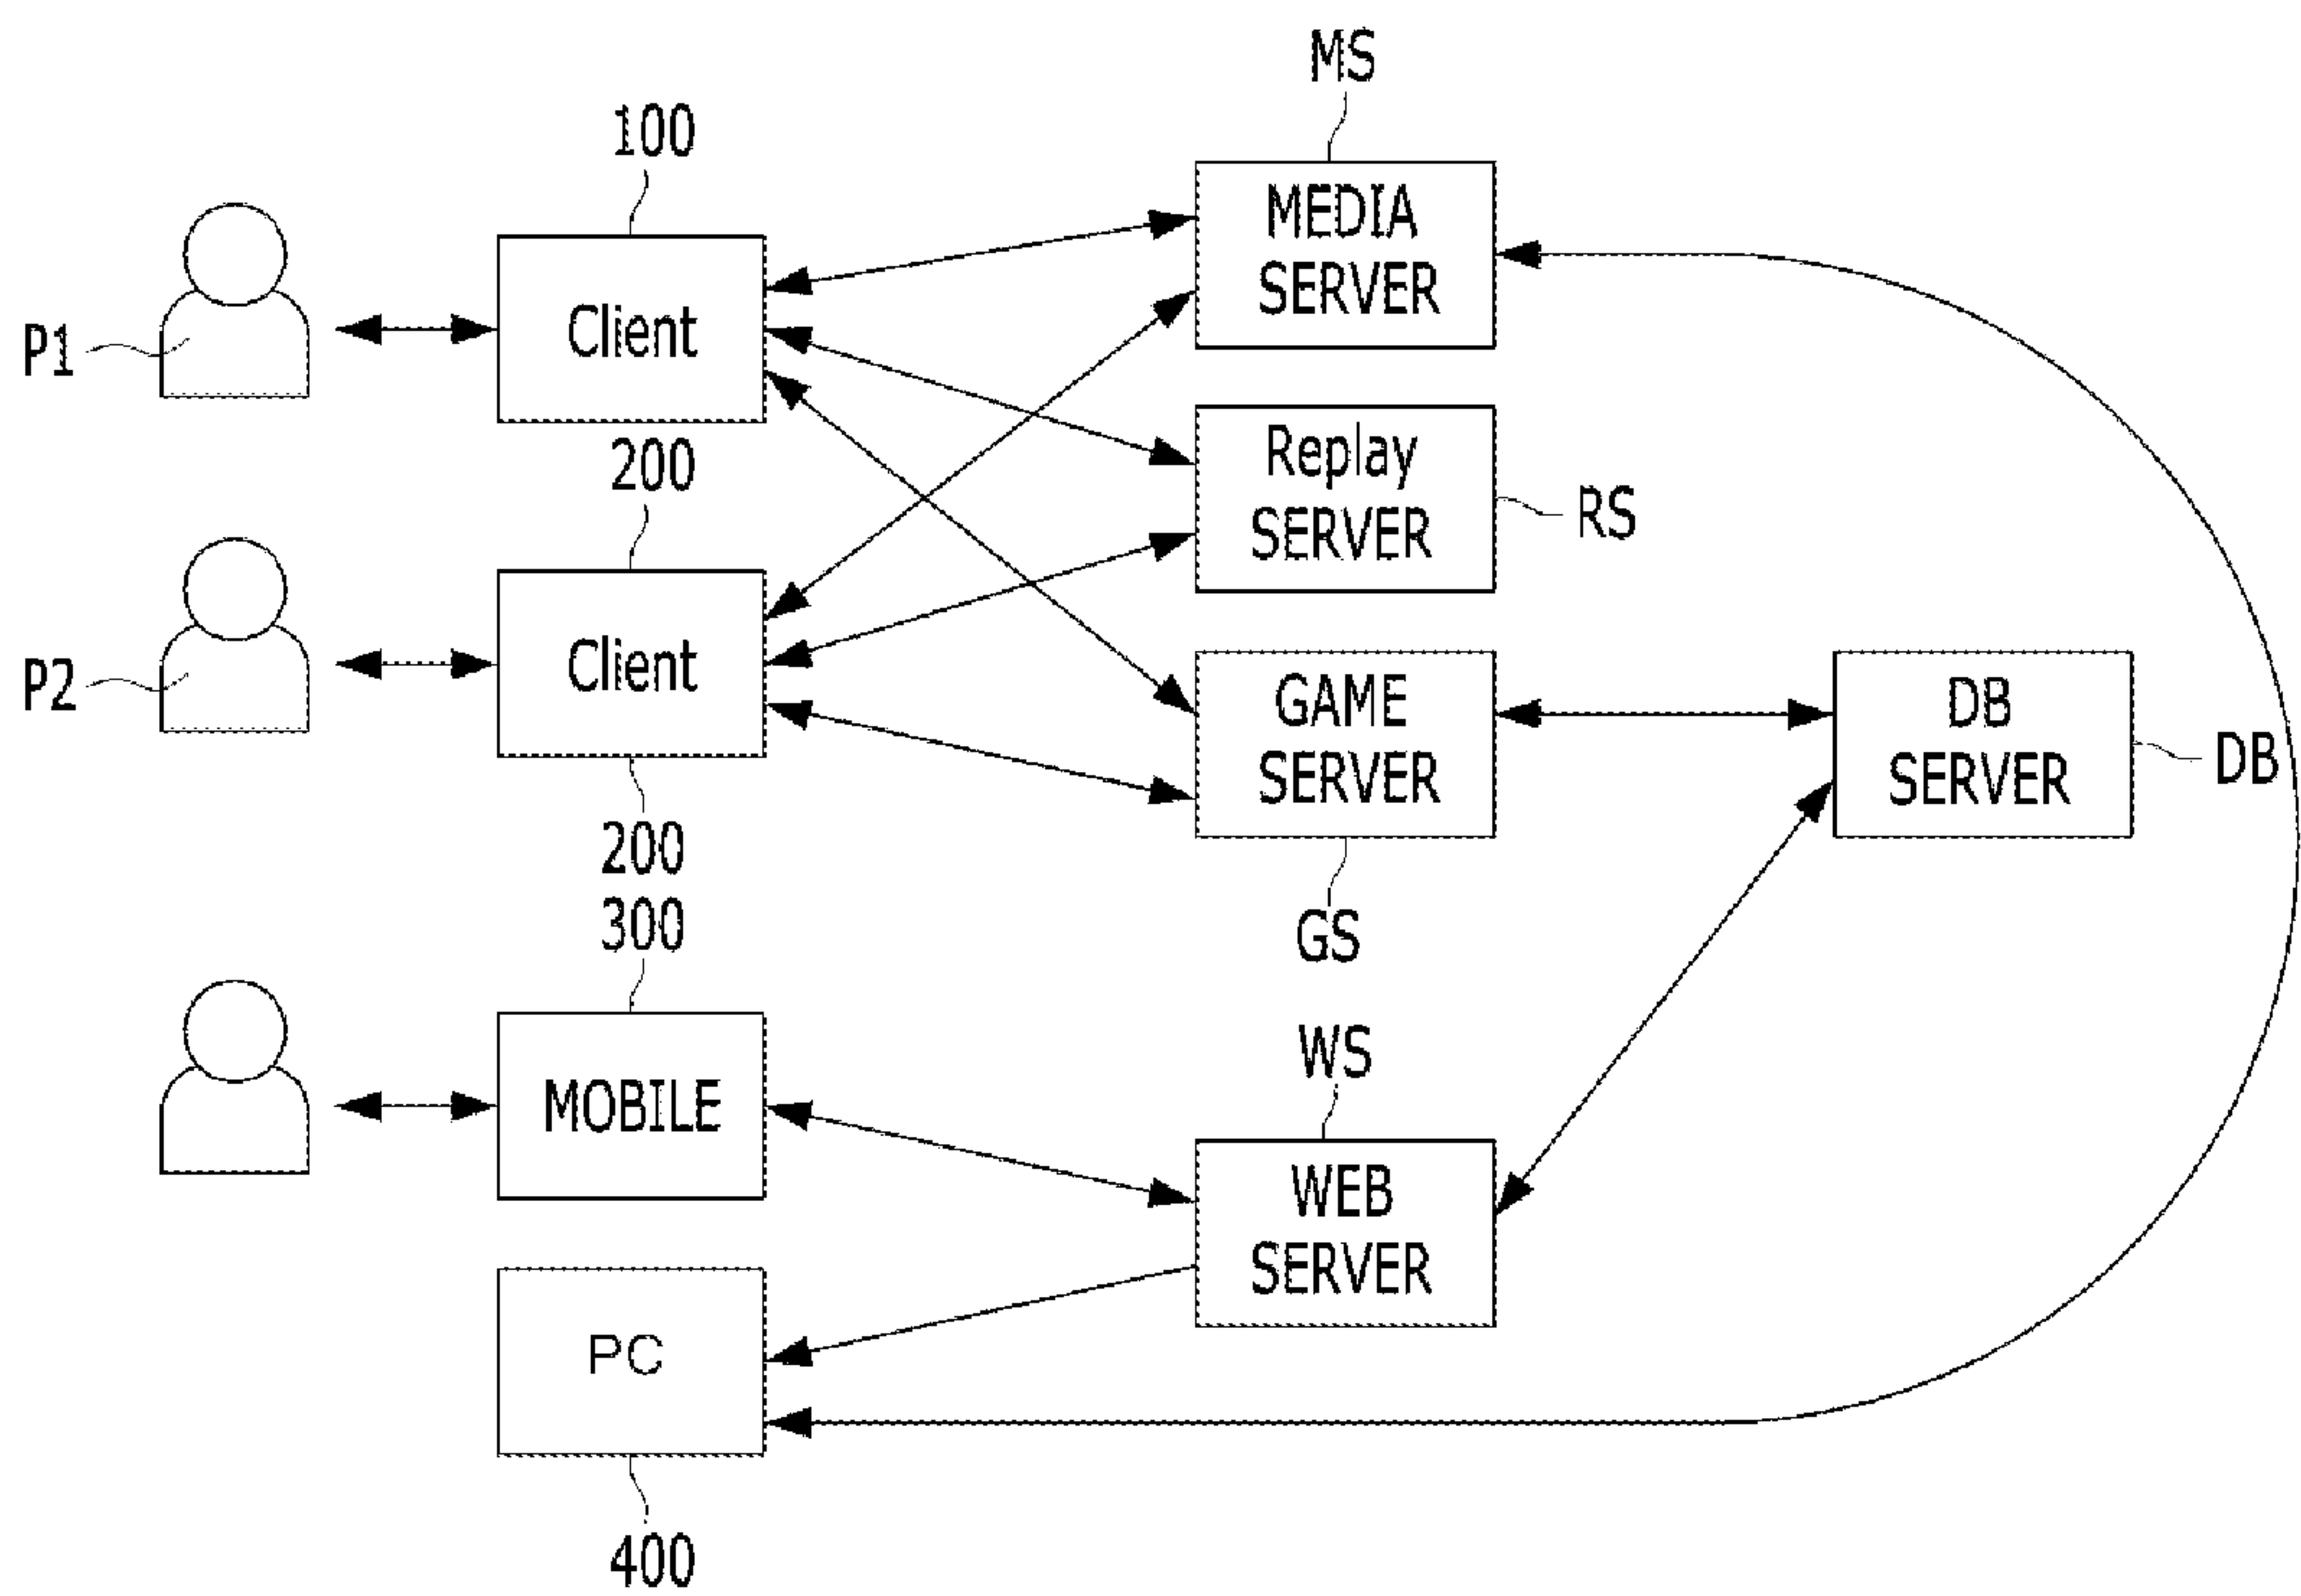 MS
100
MEDIA
SERVER
Client
P1
200
Replay
SERVER
RS
Client
P2
GAME
SERVER
DB
SERVER
DB
200
300
GS
WS
MOBILE
WEB
SERVER
PC
400